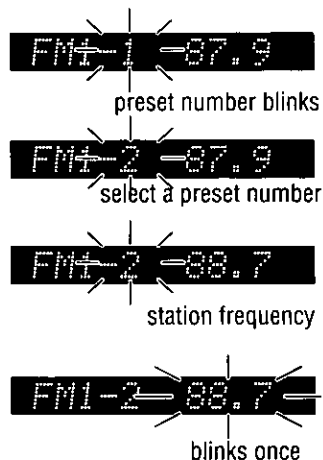 FM1-1 87.9
preset number blinks
FM1-2 87.9
select a preset number
FM1-2 88.7
station frequency
FM1-2 88.7
blinks once